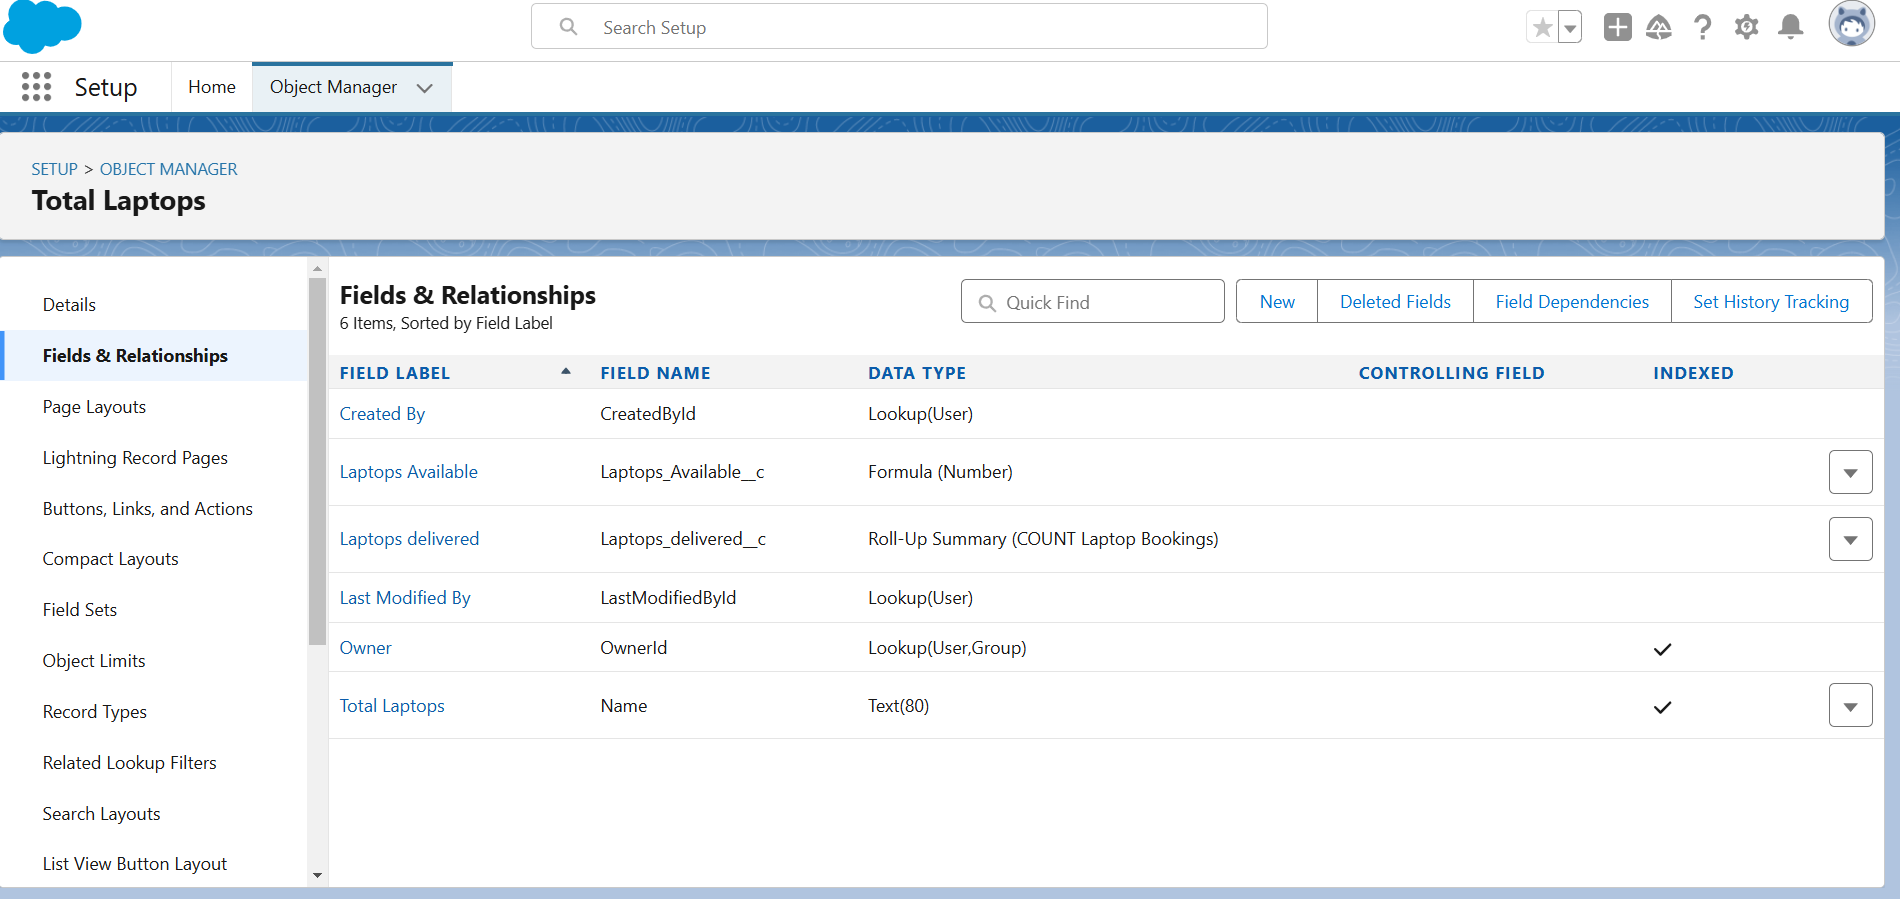 Search Setup
Setup
Home
Object Manager
SETUP > OBJECT MANAGER
Total Laptops
Details
Fields & Relationships
Page Layouts
Lightning Record Pages
Buttons, Links, and Actions
Compact Layouts
Field Sets
Object Limits
Record Types
Related Lookup Filters
Search Layouts
List View Button Layout
Fields & Relationships
6 Items, Sorted by Field Label
Quick Find
New
Deleted Fields
Field Dependencies
Set History Tracking
FIELD LABEL FIELD NAME DATA TYPE CONTROLLING FIELD INDEXED
Created By CreatedById Lookup(User)
Laptops Available Laptops_Available__c Formula (Number)
Laptops delivered Laptops_delivered__c Roll-Up Summary (COUNT Laptop Bookings)
Last Modified By LastModifiedById Lookup(User)
Owner OwnerId Lookup(User,Group)
Total Laptops Name Text(80)